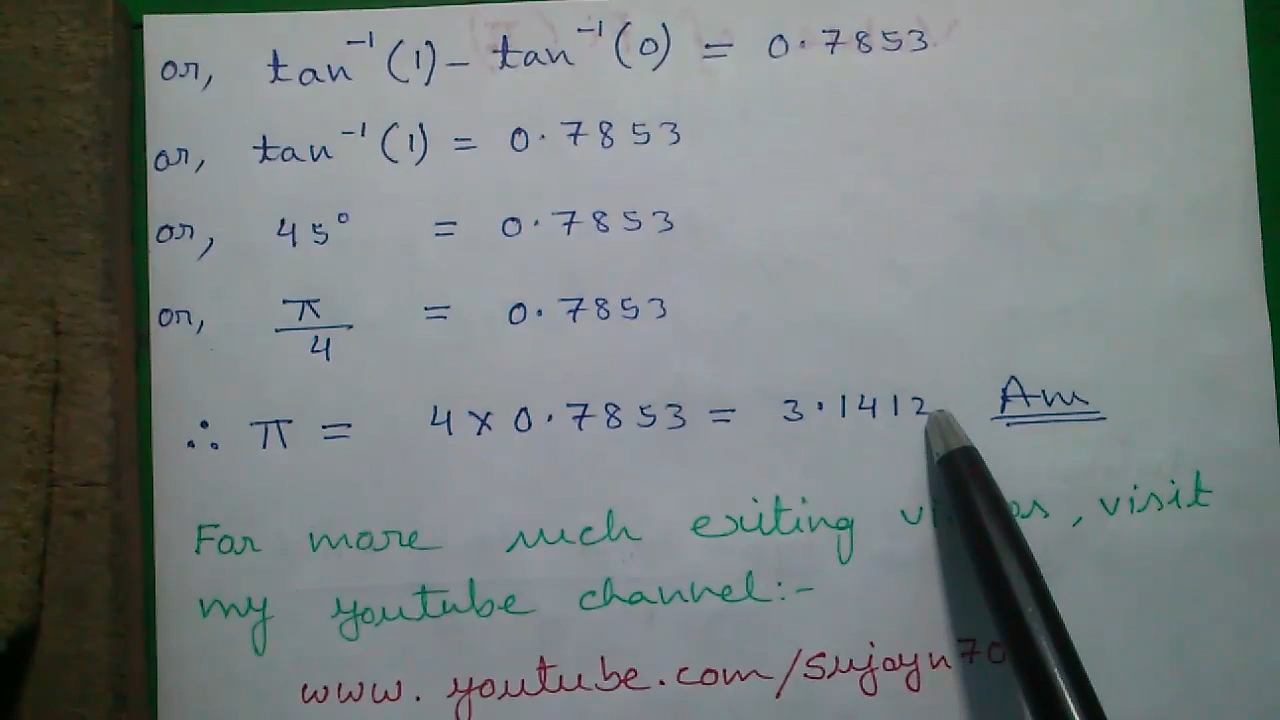 or, tan⁻¹(1) - tan⁻¹(0) = 0.7853
or, tan⁻¹(1) = 0.7853
or, 45° = 0.7853
or, π/4 = 0.7853
∴ π = 4 × 0.7853 = 3.1412 Ans
For more such exiting visit
my youtube channel:-
www.youtube.com/sujoyn70